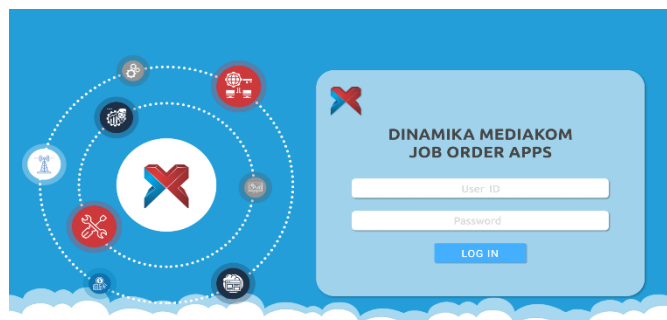 DINAMIKA MEDIAKOM
JOB ORDER APPS
User ID
Password
LOG IN